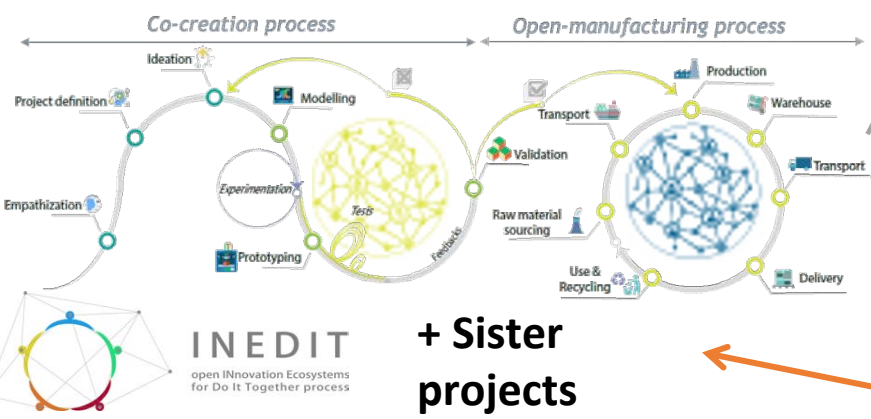 Co-creation process
Open-manufacturing process
Ideation
Project definition
Modelling
Empathization
Experimentation
Tests
Prototyping
Feedbacks
Validation
Production
Transport
Warehouse
Transport
Raw material
sourcing
Use &
Recycling
Delivery
INEDIT
open INnovation Ecosystems
for Do It Together process
+ Sister
projects